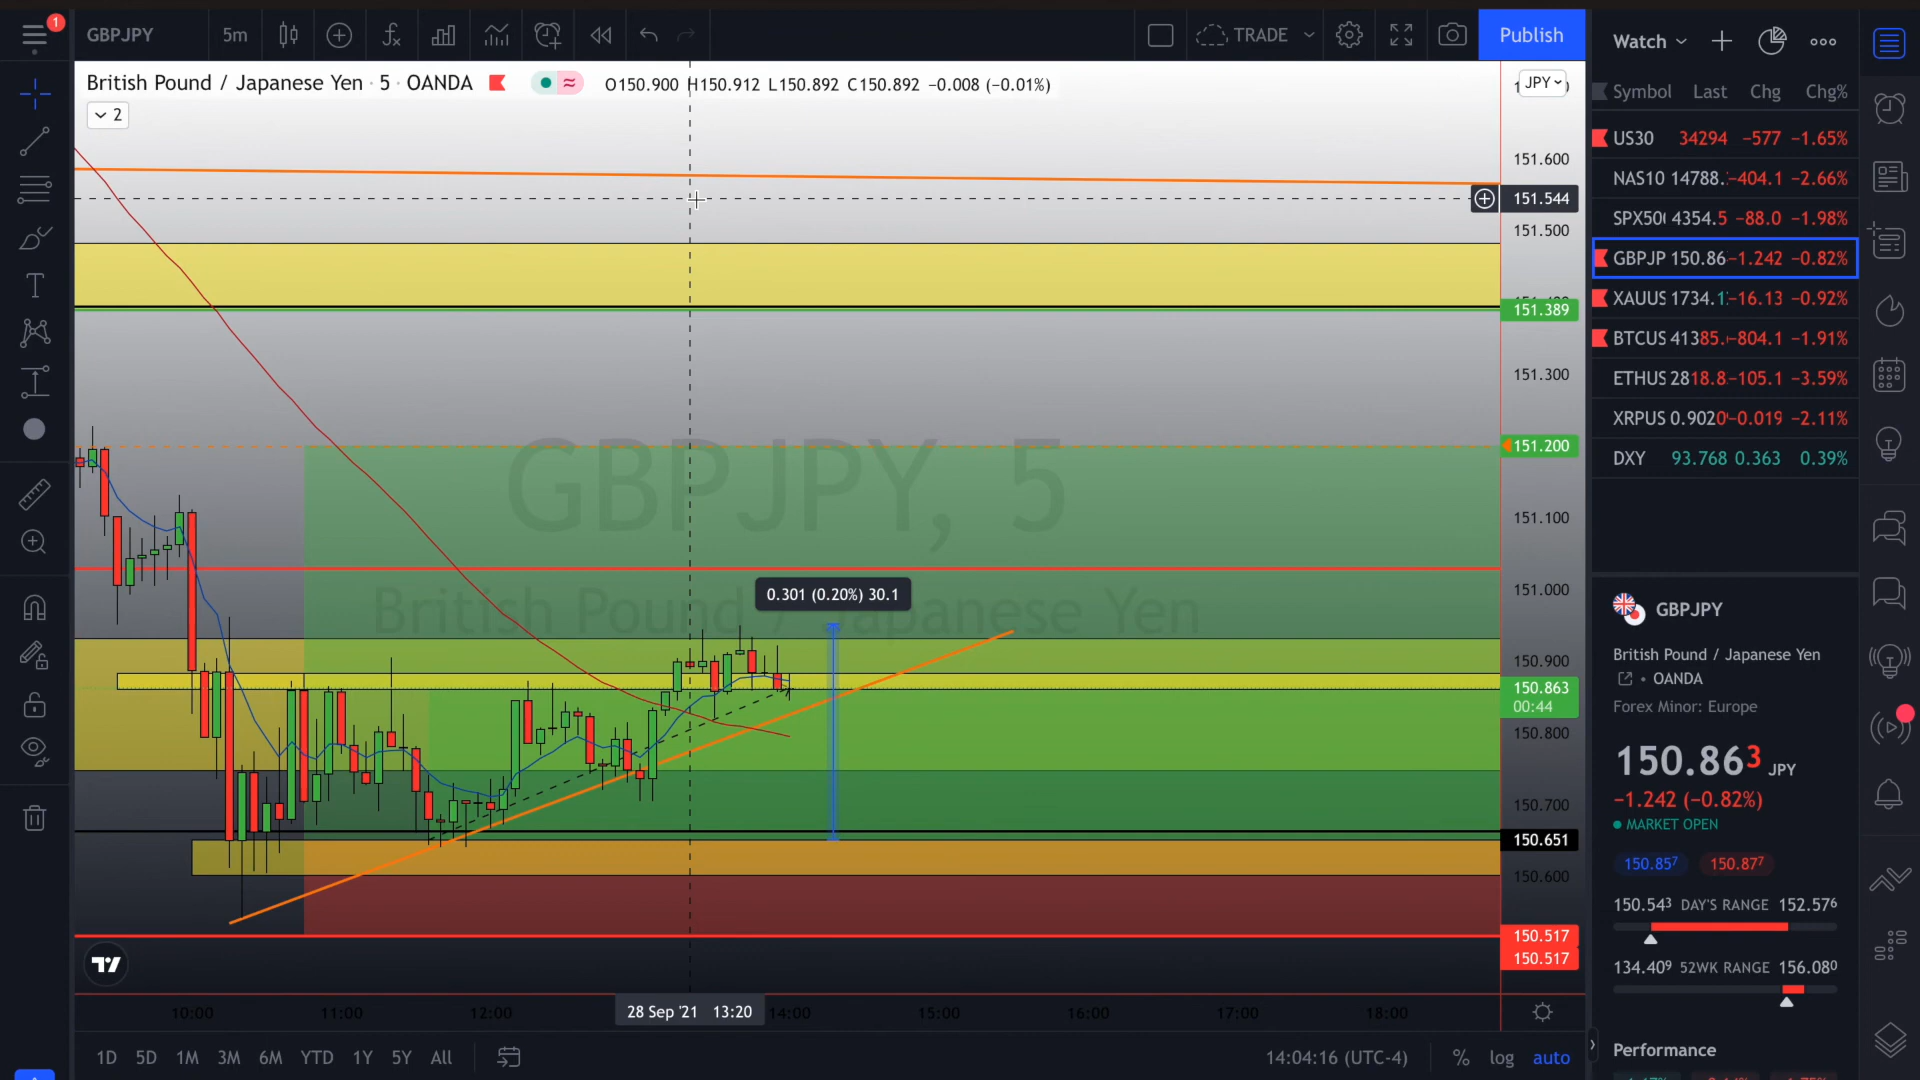 1
GBPJPY
5m
TRADE
Publish
Watch
British Pound / Japanese Yen · 5 · OANDA
O150.900 H150.912 L150.892 C150.892 −0.008 (−0.01%)
JPY
2
Symbol Last Chg Chg%
US30 34294 −577 −1.65%
NAS10 14788. −404.1 −2.66%
SPX50 4354.5 −88.0 −1.98%
GBPJP 150.86 −1.242 −0.82%
XAUUS 1734.1 −16.13 −0.92%
BTCUS 41385. −804.1 −1.91%
ETHUS 2818.8 −105.1 −3.59%
XRPUS 0.9020 −0.019 −2.11%
DXY 93.768 0.363 0.39%
151.600
151.544
151.500
151.389
151.300
151.200
151.100
151.000
150.900
150.863
00:44
150.800
150.700
150.651
150.600
150.517
150.517
GBPJPY, 5
British Pound / Japanese Yen
0.301 (0.20%) 30.1
10:00 11:00 12:00 28 Sep '21 13:20 14:00 15:00 16:00 17:00 18:00
1D 5D 1M 3M 6M YTD 1Y 5Y All
14:04:16 (UTC-4) % log auto
GBPJPY
British Pound / Japanese Yen
• OANDA
Forex Minor: Europe
150.863 JPY
−1.242 (−0.82%)
MARKET OPEN
150.857 150.877
150.543 DAY'S RANGE 152.576
134.409 52WK RANGE 156.080
Performance